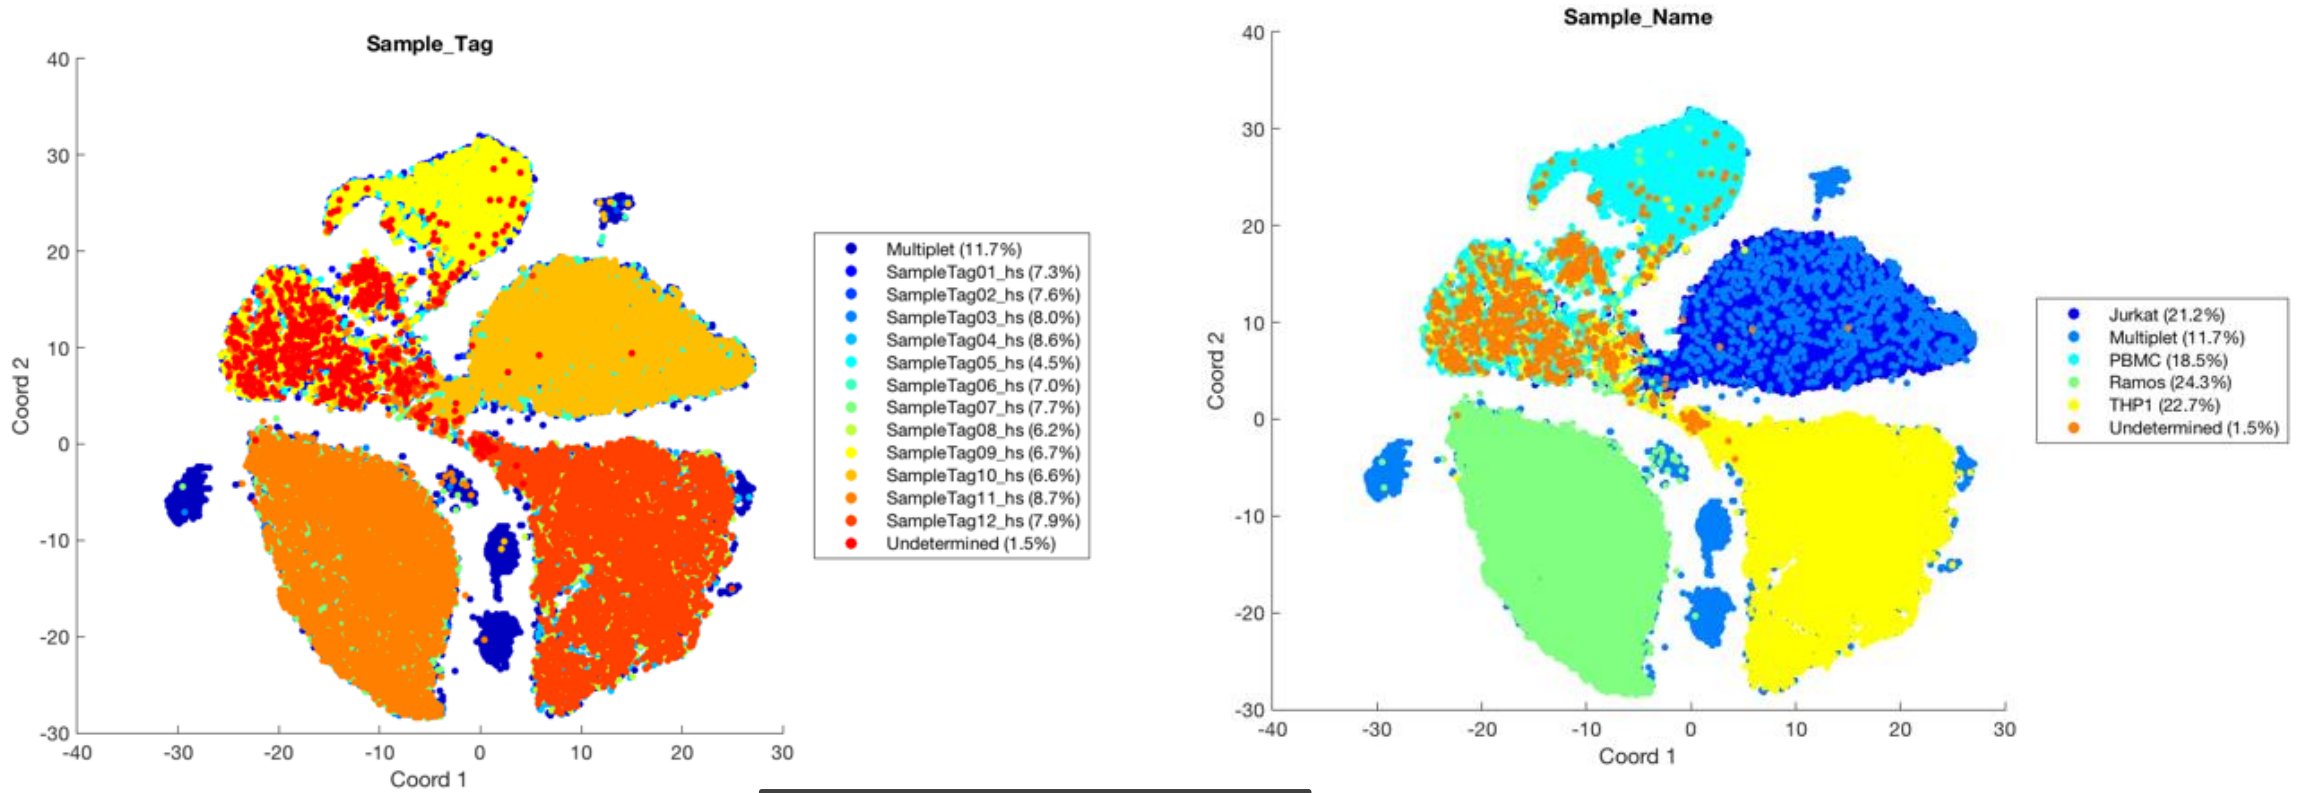 Sample_Tag
40
30
20
10
0
-10
-20
-30
-40 -30 -20 -10 0 10 20 30
Coord 1
Coord 2
Multiplet (11.7%)
SampleTag01_hs (7.3%)
SampleTag02_hs (7.6%)
SampleTag03_hs (8.0%)
SampleTag04_hs (8.6%)
SampleTag05_hs (4.5%)
SampleTag06_hs (7.0%)
SampleTag07_hs (7.7%)
SampleTag08_hs (6.2%)
SampleTag09_hs (6.7%)
SampleTag10_hs (6.6%)
SampleTag11_hs (8.7%)
SampleTag12_hs (7.9%)
Undetermined (1.5%)
Sample_Name
40
30
20
10
0
-10
-20
-30
-40 -30 -20 -10 0 10 20 30
Coord 1
Coord 2
Jurkat (21.2%)
Multiplet (11.7%)
PBMC (18.5%)
Ramos (24.3%)
THP1 (22.7%)
Undetermined (1.5%)